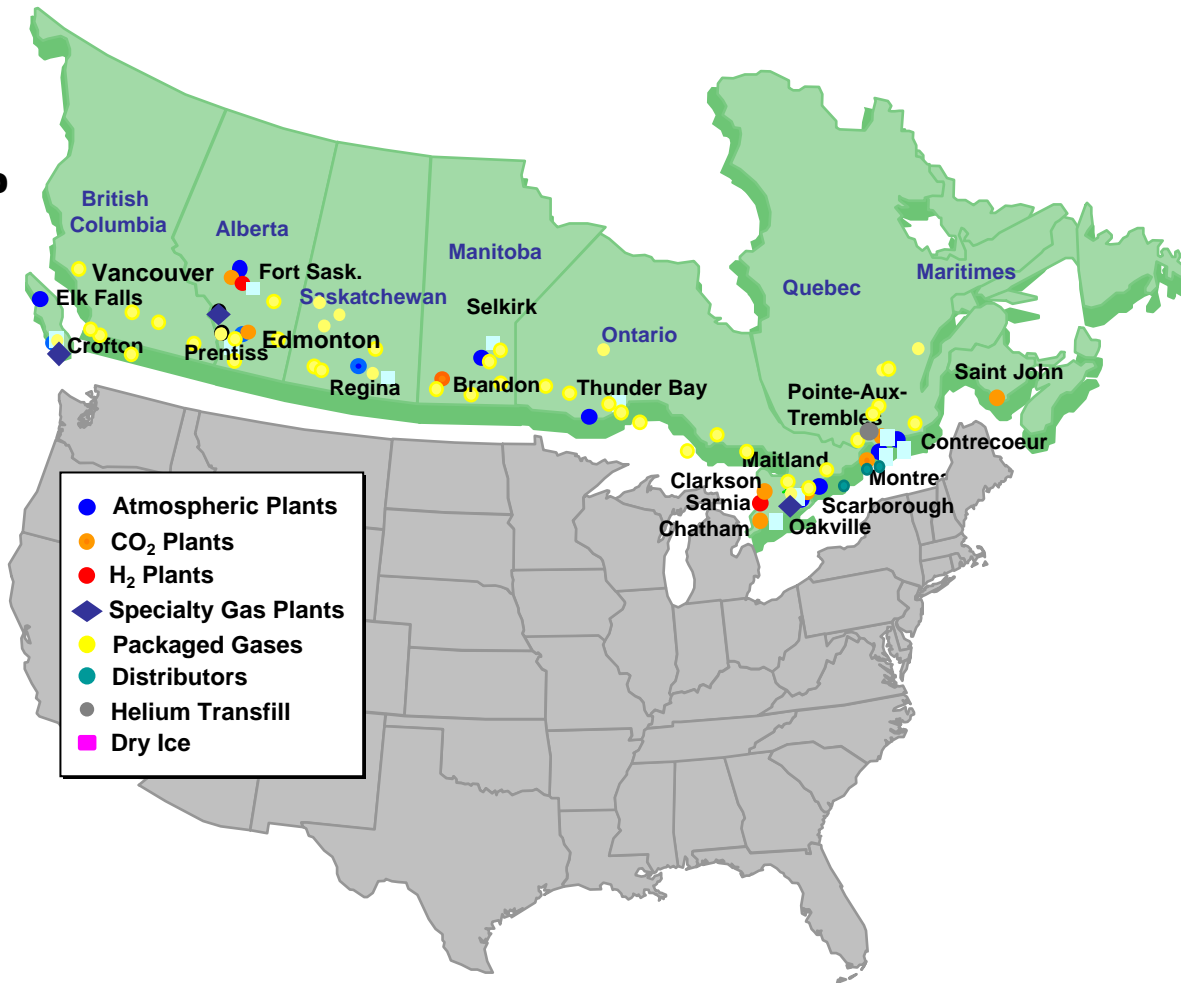 British
Columbia
Alberta
Manitoba
Maritimes
Vancouver
Fort Sask.
Quebec
Elk Falls
Saskatchewan
Selkirk
Ontario
Crofton
Prentiss
Edmonton
Saint John
Regina
Brandon
Thunder Bay
Pointe-Aux-
Trembles
Contrecoeur
Maitland
Clarkson
Montrea
Sarnia
Scarborough
Chatham
Oakville
Atmospheric Plants
CO2 Plants
H2 Plants
Specialty Gas Plants
Packaged Gases
Distributors
Helium Transfill
Dry Ice